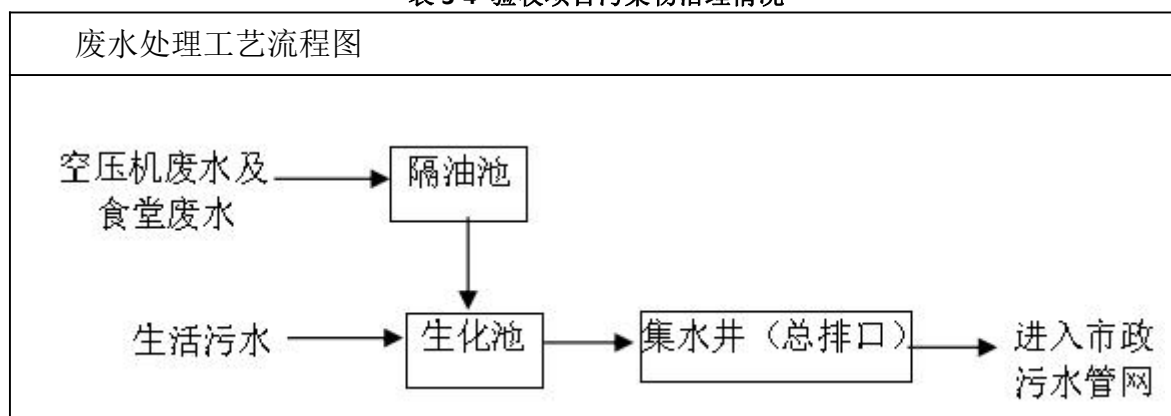 废水处理工艺流程图
空压机废水及
食堂废水
隔油池
生活污水
生化池
集水井（总排口）
进入市政
污水管网